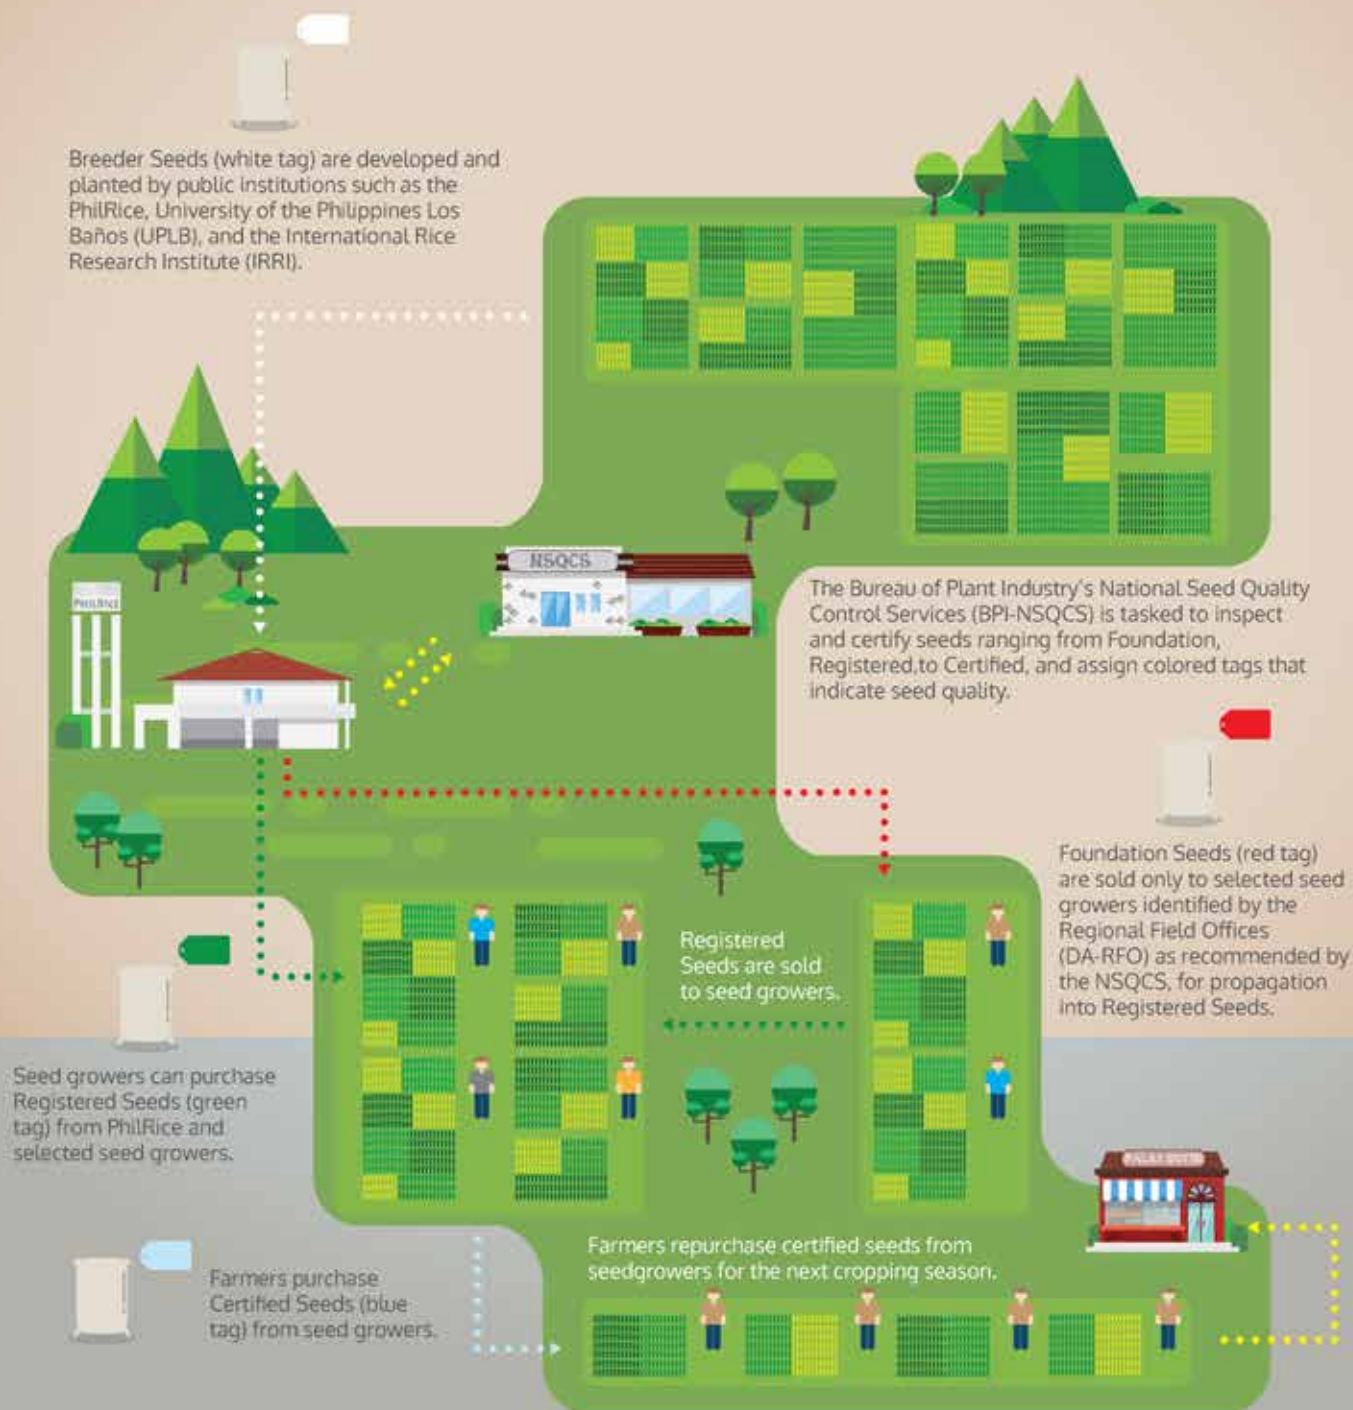 Breeder Seeds (white tag) are developed and
planted by public institutions such as the
PhilRice, University of the Philippines Los
Baños (UPLB), and the International Rice
Research Institute (IRRI).
NSQCS
PHILRICE
The Bureau of Plant Industry's National Seed Quality
Control Services (BPI-NSQCS) is tasked to inspect
and certify seeds ranging from Foundation,
Registered,to Certified, and assign colored tags that
indicate seed quality.
Foundation Seeds (red tag)
are sold only to selected seed
growers identified by the
Regional Field Offices
(DA-RFO) as recommended by
the NSQCS, for propagation
into Registered Seeds.
Registered
Seeds are sold
to seed growers.
Seed growers can purchase
Registered Seeds (green
tag) from PhilRice and
selected seed growers.
Farmers repurchase certified seeds from
seedgrowers for the next cropping season.
Farmers purchase
Certified Seeds (blue
tag) from seed growers.